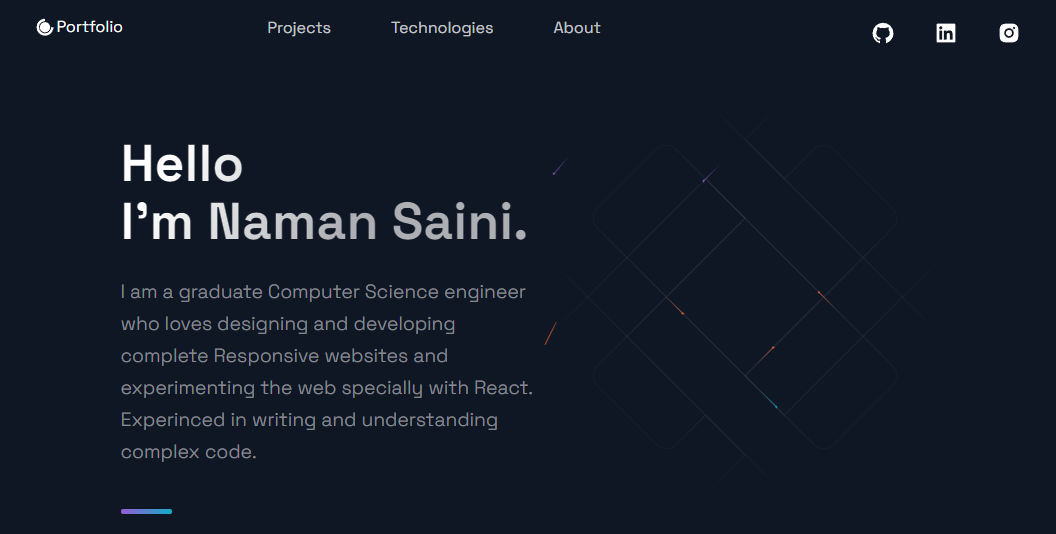 Portfolio
Projects
Technologies
About
Hello
I'm Naman Saini.
I am a graduate Computer Science engineer
who loves designing and developing
complete Responsive websites and
experimenting the web specially with React.
Experinced in writing and understanding
complex code.